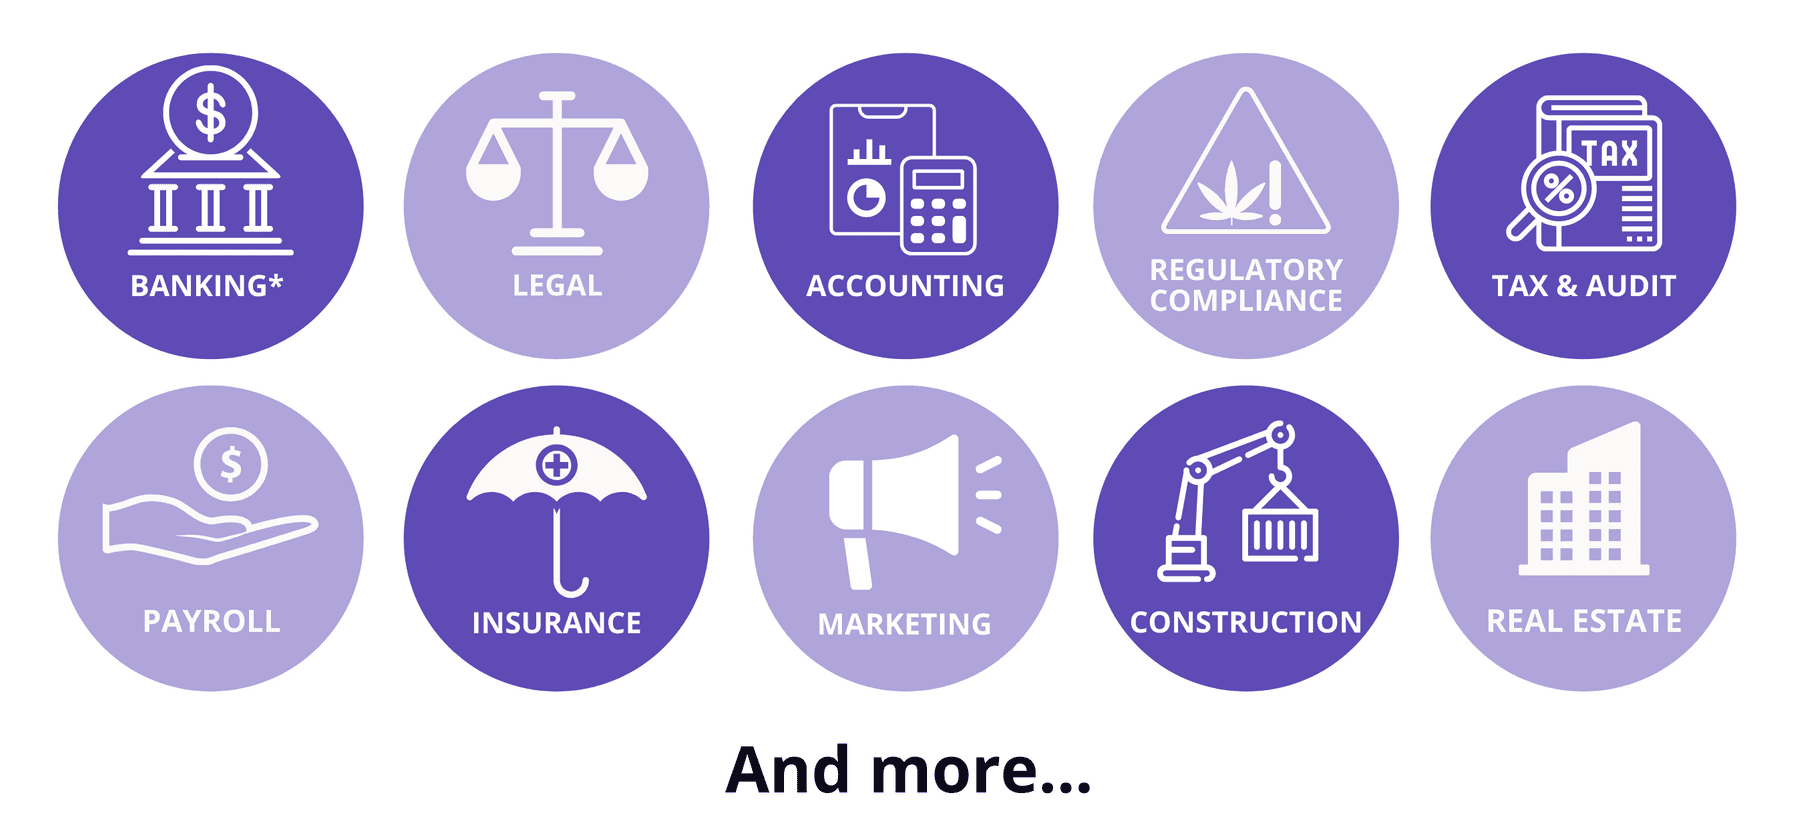 $
BANKING*
LEGAL
ACCOUNTING
!
REGULATORY
COMPLIANCE
TAX
%
TAX & AUDIT
$
PAYROLL
INSURANCE
MARKETING
CONSTRUCTION
REAL ESTATE
And more...